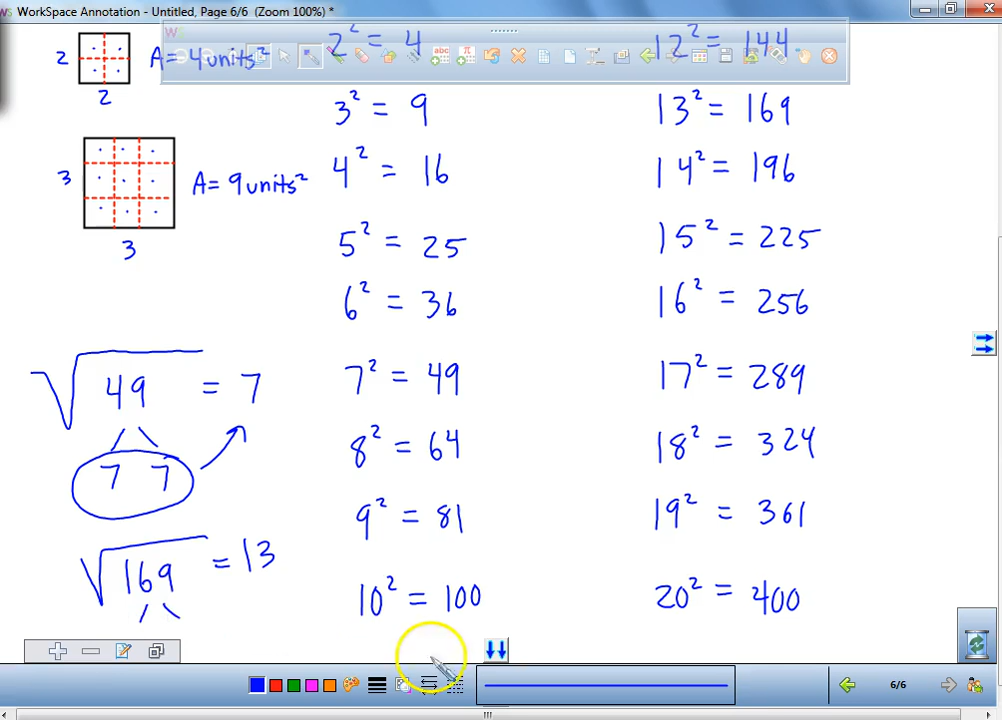 WorkSpace Annotation - Untitled, Page 6/6 (Zoom 100%) *
2
A = 4 units²
2
3
A = 9 units²
3
√49 = 7
7 7
√169 = 13
2² = 4
3² = 9
4² = 16
5² = 25
6² = 36
7² = 49
8² = 64
9² = 81
10² = 100
12² = 144
13² = 169
14² = 196
15² = 225
16² = 256
17² = 289
18² = 324
19² = 361
20² = 400
6/6